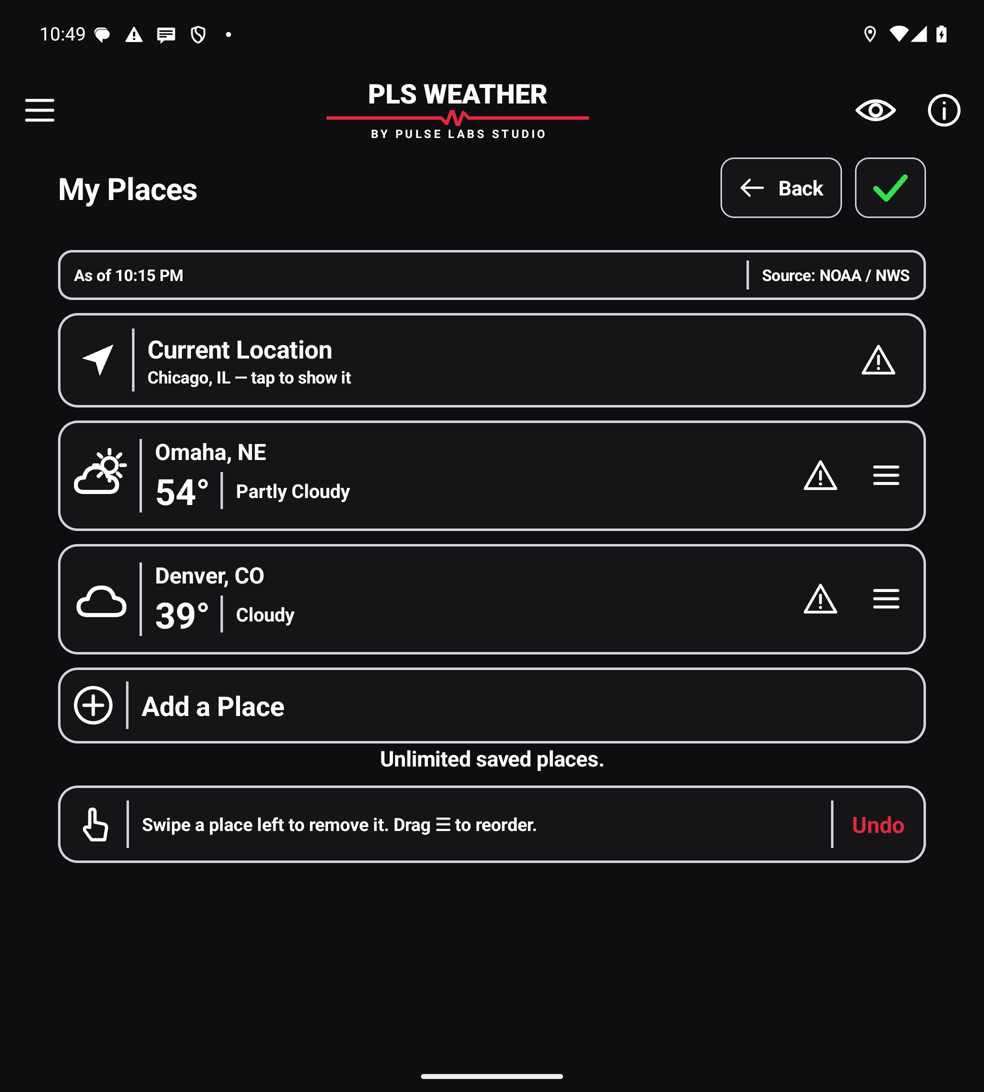 10:49
PLS WEATHER
BY PULSE LABS STUDIO
My Places
Back
As of 10:15 PM
Source: NOAA / NWS
Current Location
Chicago, IL — tap to show it
Omaha, NE
54°
Partly Cloudy
Denver, CO
39°
Cloudy
Add a Place
Unlimited saved places.
Swipe a place left to remove it. Drag ☰ to reorder.
Undo